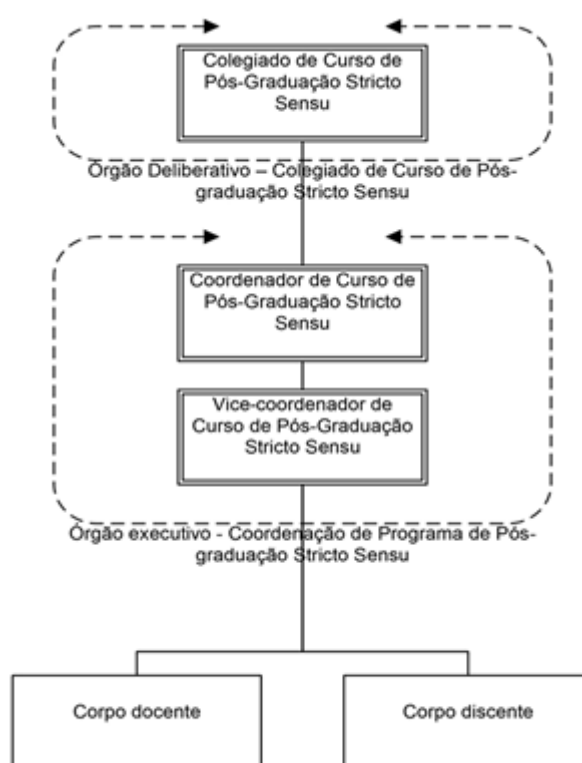 Colegiado de Curso de
Pós-Graduação Stricto
Sensu
Órgão Deliberativo – Colegiado de Curso de Pós-
graduação Stricto Sensu
Coordenador de Curso de
Pós-Graduação Stricto
Sensu
Vice-coordenador de
Curso de Pós-Graduação
Stricto Sensu
Órgão executivo - Coordenação de Programa de Pós-
graduação Stricto Sensu
Corpo docente
Corpo discente